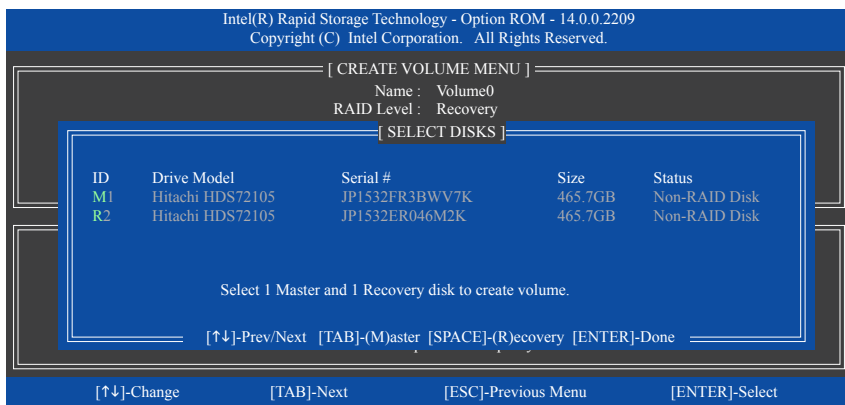 Intel(R) Rapid Storage Technology - Option ROM - 14.0.0.2209
Copyright (C) Intel Corporation. All Rights Reserved.
[ CREATE VOLUME MENU ]
Name : Volume0
RAID Level : Recovery
[ SELECT DISKS ]
ID Drive Model Serial # Size Status
M1 Hitachi HDS72105 JP1532FR3BWV7K 465.7GB Non-RAID Disk
R2 Hitachi HDS72105 JP1532ER046M2K 465.7GB Non-RAID Disk
Select 1 Master and 1 Recovery disk to create volume.
[↑↓]-Prev/Next [TAB]-(M)aster [SPACE]-(R)ecovery [ENTER]-Done
[↑↓]-Change [TAB]-Next [ESC]-Previous Menu [ENTER]-Select